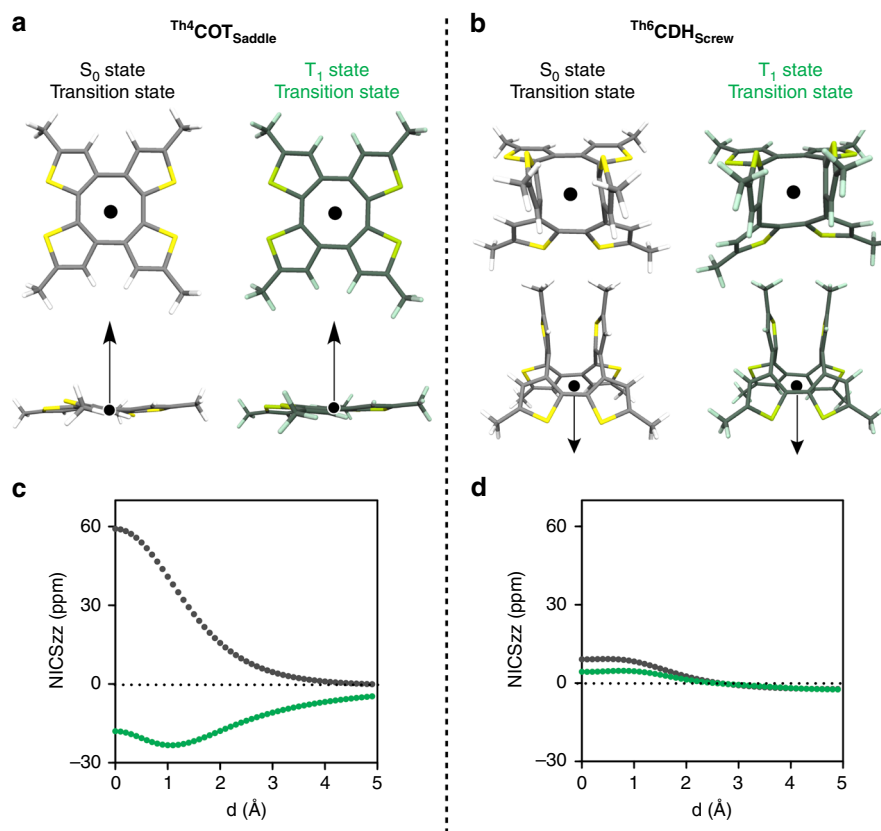 a
Th4COTSaddle
S0 state
Transition state
T1 state
Transition state
b
Th6CDHScrew
S0 state
Transition state
T1 state
Transition state
c
NICSzz (ppm)
60
30
0
−30
0 1 2 3 4 5
d (Å)
d
NICSzz (ppm)
60
30
0
−30
0 1 2 3 4 5
d (Å)